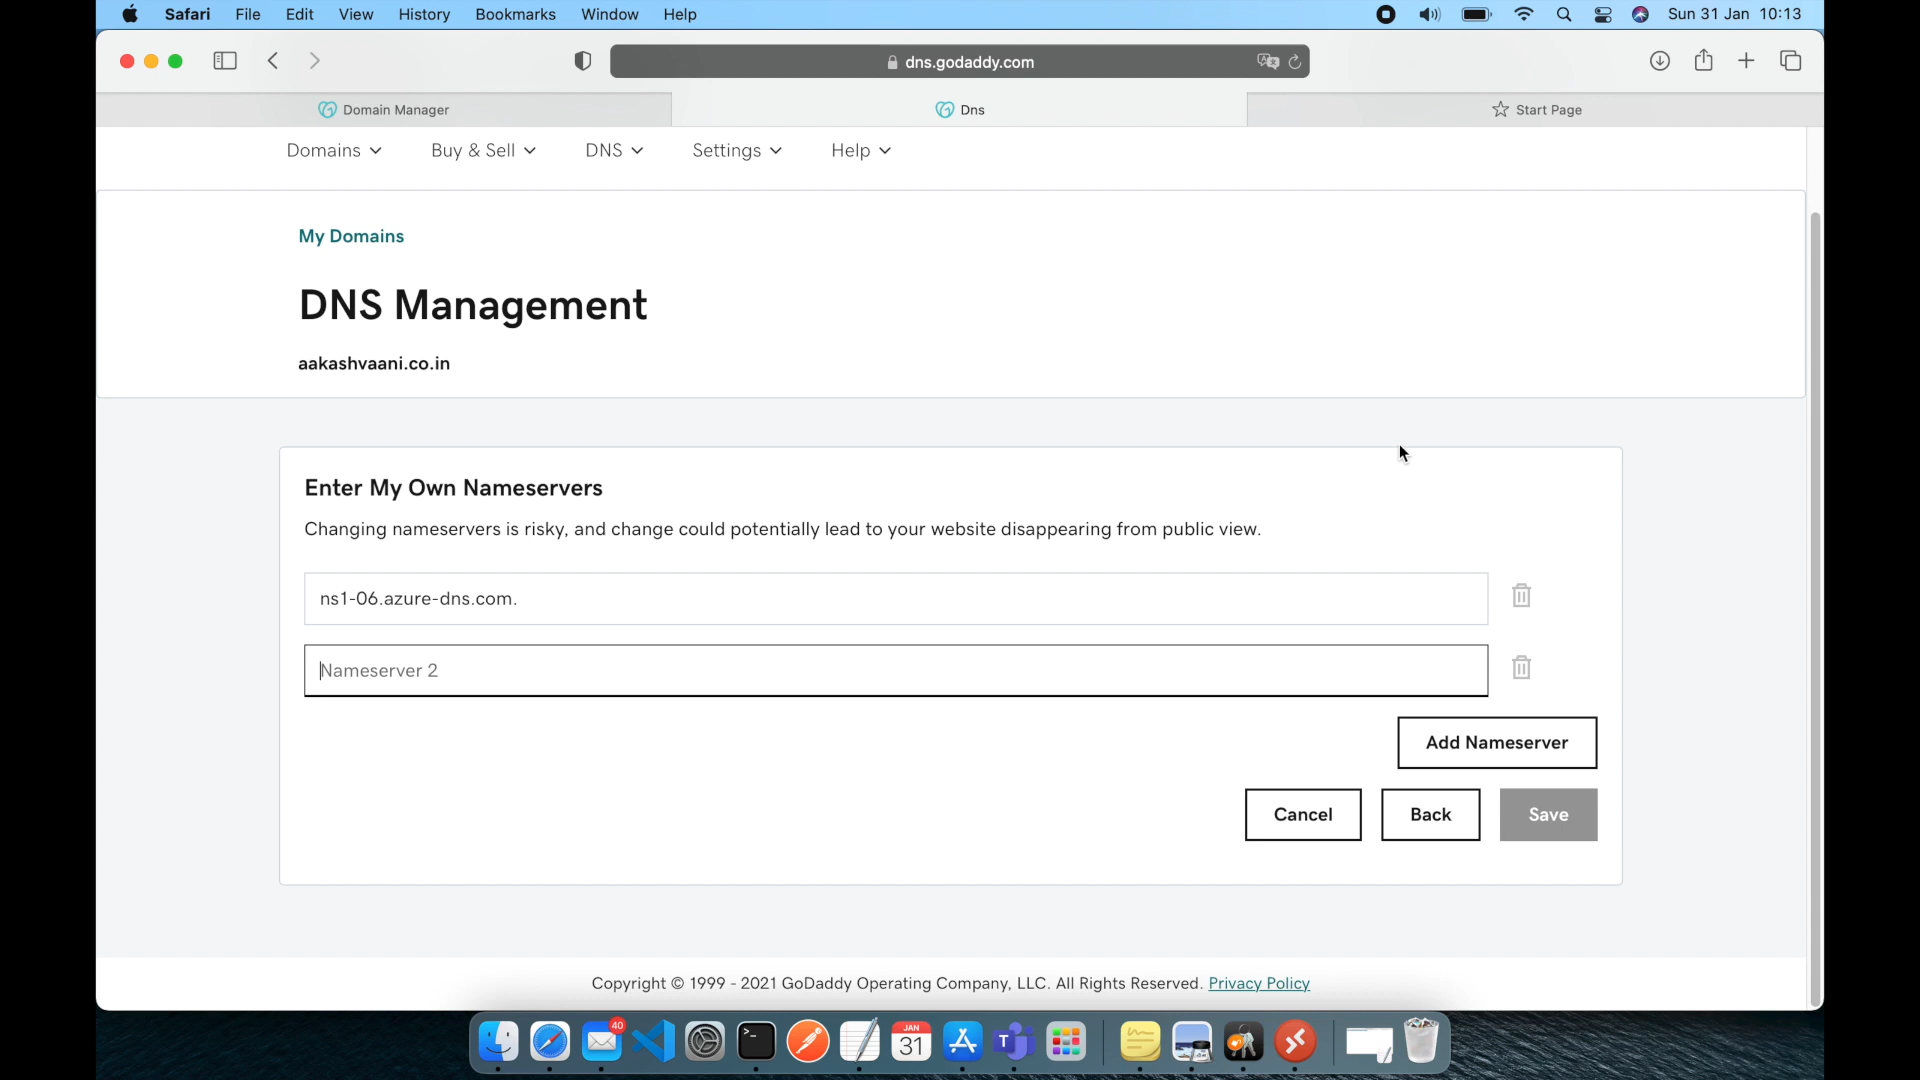 Safari File Edit View History Bookmarks Window Help Sun 31 Jan 10:13
dns.godaddy.com
Domain Manager Dns Start Page
Domains Buy & Sell DNS Settings Help
My Domains
DNS Management
aakashvaani.co.in
Enter My Own Nameservers
Changing nameservers is risky, and change could potentially lead to your website disappearing from public view.
ns1-06.azure-dns.com.
Nameserver 2
Add Nameserver
Cancel Back Save
Copyright © 1999 - 2021 GoDaddy Operating Company, LLC. All Rights Reserved. Privacy Policy
40
JAN
31
T